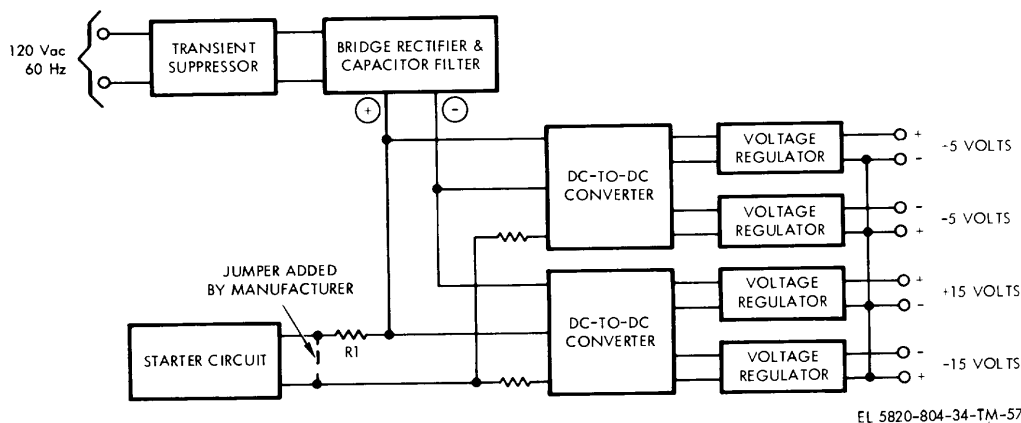 120 Vac
60 Hz
TRANSIENT
SUPPRESSOR
BRIDGE RECTIFIER &
CAPACITOR FILTER
+
-
DC-TO-DC
CONVERTER
VOLTAGE
REGULATOR
+
-
-5 VOLTS
VOLTAGE
REGULATOR
-
+
-5 VOLTS
JUMPER ADDED
BY MANUFACTURER
STARTER CIRCUIT
R1
DC-TO-DC
CONVERTER
VOLTAGE
REGULATOR
+
-
+15 VOLTS
VOLTAGE
REGULATOR
-
+
-15 VOLTS
EL 5820-804-34-TM-57